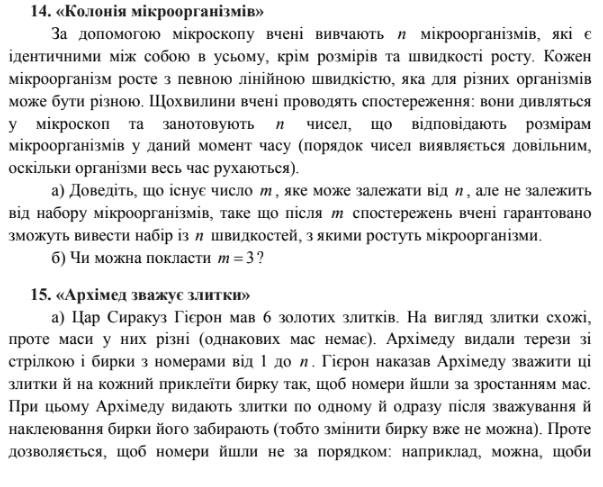 14. «Колонія мікроорганізмів»
За допомогою мікроскопу вчені вивчають n мікроорганізмів, які є
ідентичними між собою в усьому, крім розмірів та швидкості росту. Кожен
мікроорганізм росте з певною лінійною швидкістю, яка для різних організмів
може бути різною. Щохвилини вчені проводять спостереження: вони дивляться
у мікроскоп та занотовують n чисел, що відповідають розмірам
мікроорганізмів у даний момент часу (порядок чисел виявляється довільним,
оскільки організми весь час рухаються).
а) Доведіть, що існує число m, яке може залежати від n, але не залежить
від набору мікроорганізмів, таке що після m спостережень вчені гарантовано
зможуть вивести набір із n швидкостей, з якими ростуть мікроорганізми.
б) Чи можна покласти m = 3?
15. «Архімед зважує злитки»
а) Цар Сиракуз Гієрон мав 6 золотих злитків. На вигляд злитки схожі,
проте маси у них різні (однакових мас немає). Архімеду видали терези зі
стрілкою і бирки з номерами від 1 до n. Гієрон наказав Архімеду зважити ці
злитки й на кожний приклеїти бирку так, щоб номери йшли за зростанням мас.
При цьому Архімеду видають злитки по одному й одразу після зважування й
наклеювання бирки його забирають (тобто змінити бирку вже не можна). Проте
дозволяється, щоб номери йшли не за порядком: наприклад, можна, щоби